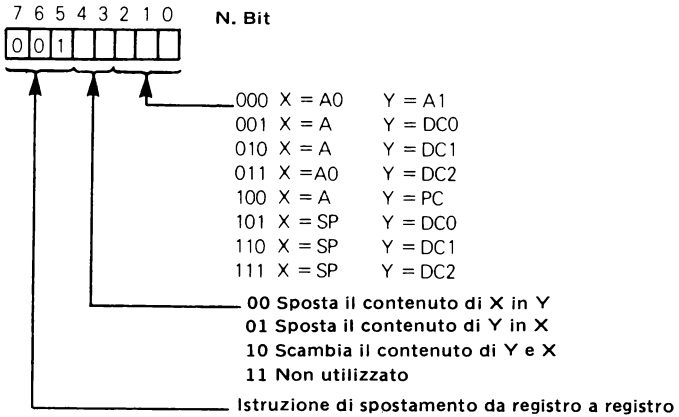 7 6 5 4 3 2 1 0 N. Bit
0 0 1
000 X = A0 Y = A1
001 X = A Y = DC0
010 X = A Y = DC1
011 X =A0 Y = DC2
100 X = A Y = PC
101 X = SP Y = DC0
110 X = SP Y = DC1
111 X = SP Y = DC2
00 Sposta il contenuto di X in Y
01 Sposta il contenuto di Y in X
10 Scambia il contenuto di Y e X
11 Non utilizzato
Istruzione di spostamento da registro a registro